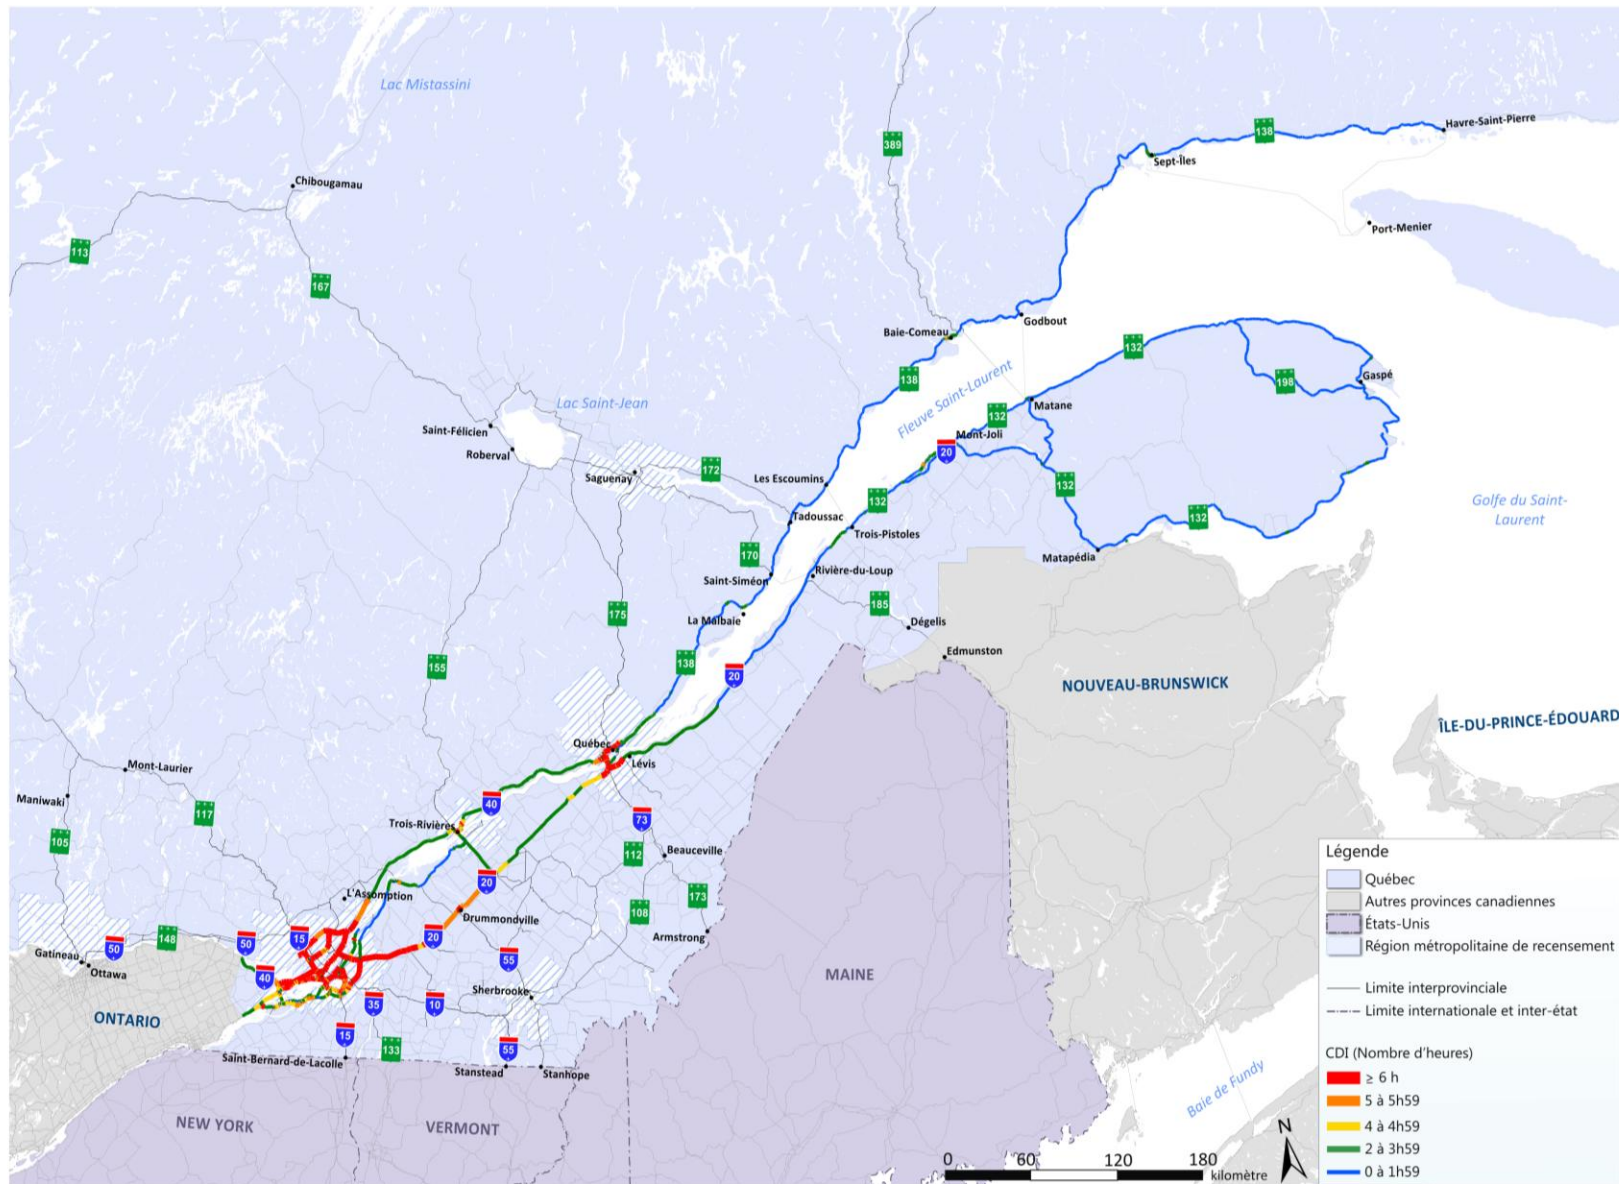 Lac Mistassini
389
138
Havre-Saint-Pierre
Sept-Îles
Chibougamau
Port-Menier
113
167
Godbout
Baie-Comeau
132
138
198
Gaspé
Fleuve Saint-Laurent
Lac Saint-Jean
Matane
132
Saint-Félicien
Mont-Joli
20
Roberval
172
Saguenay
Les Escoumins
132
132
Golfe du Saint-
Laurent
Tadoussac
132
Trois-Pistoles
170
Matapédia
Saint-Siméon
Rivière-du-Loup
175
185
La Malbaie
Dégelis
155
138
20
Edmunston
NOUVEAU-BRUNSWICK
ÎLE-DU-PRINCE-ÉDOUARD
Québec
Lévis
Mont-Laurier
Maniwaki
40
117
Trois-Rivières
73
105
112
Beauceville
20
L'Assomption
173
Drummondville
108
148
50
15
20
Armstrong
50
Gatineau
Ottawa
55
40
MAINE
Sherbrooke
35
10
ONTARIO
15
133
55
Saint-Bernard-de-Lacolle
Stanstead
Stanhope
NEW YORK
VERMONT
Baie de Fundy
N
0
60
120
180
kilomètre
Légende
Québec
Autres provinces canadiennes
États-Unis
Région métropolitaine de recensement
Limite interprovinciale
Limite internationale et inter-état
CDI (Nombre d'heures)
≥ 6 h
5 à 5h59
4 à 4h59
2 à 3h59
0 à 1h59